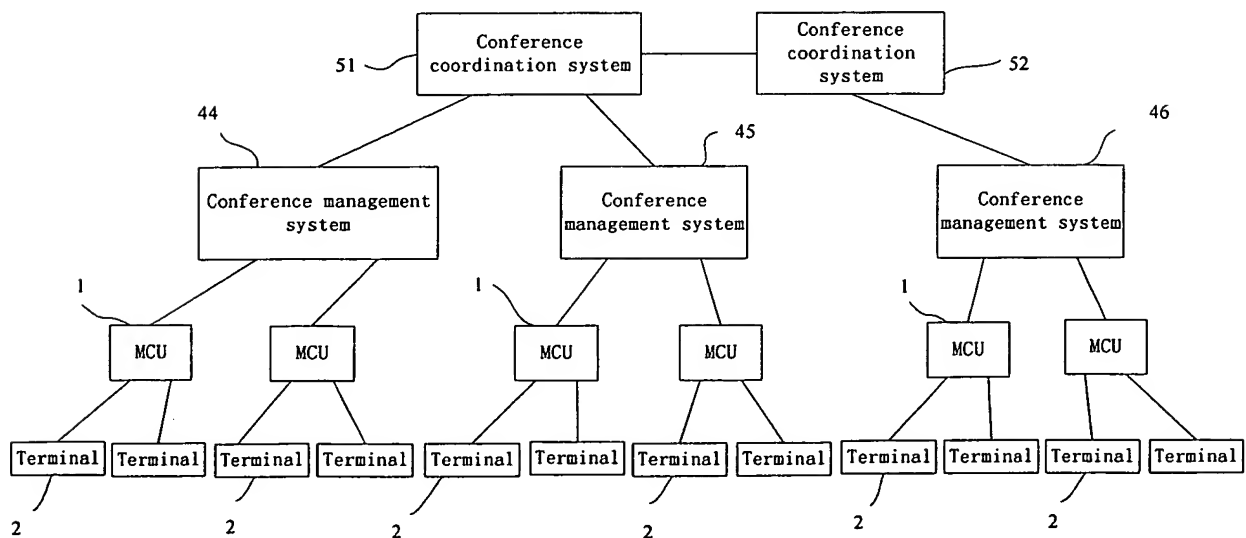 Conference
coordination system
51
Conference
coordination
system
52
44
45
46
Conference management
system
Conference
management system
Conference
management system
1
1
1
MCU
MCU
MCU
MCU
MCU
MCU
Terminal
Terminal
Terminal
Terminal
Terminal
Terminal
Terminal
Terminal
Terminal
Terminal
Terminal
Terminal
2
2
2
2
2
2